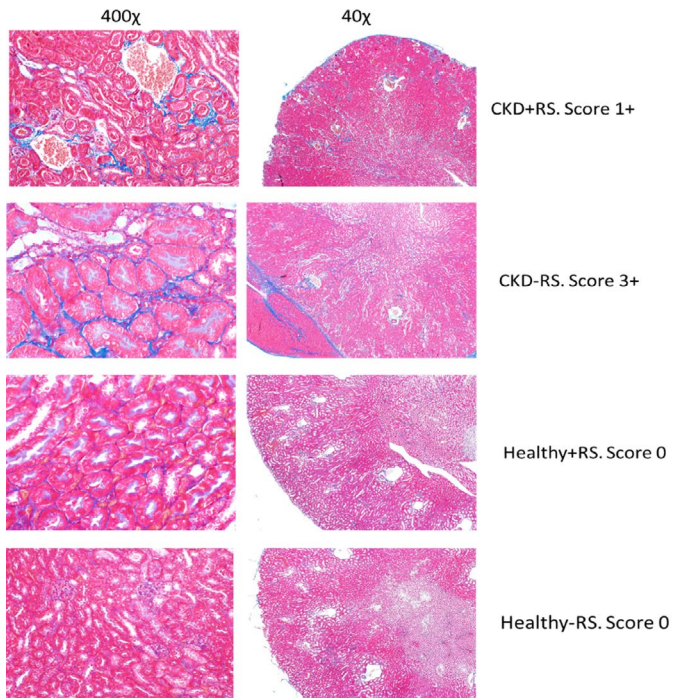 400χ
40χ
CKD+RS. Score 1+
CKD-RS. Score 3+
Healthy+RS. Score 0
Healthy-RS. Score 0